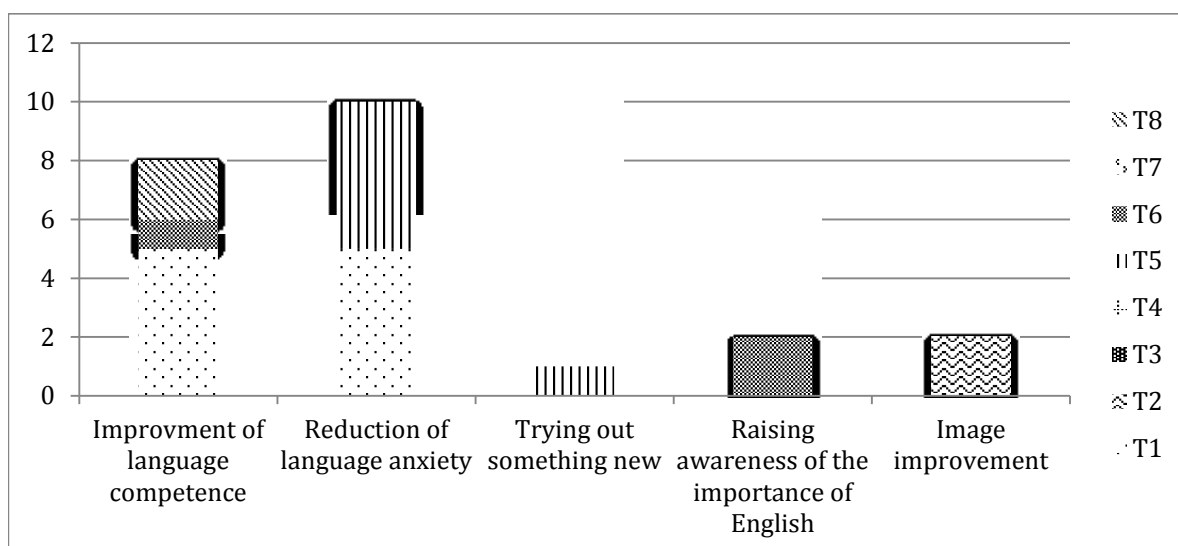 12
10
8
6
4
2
0
Improvment of
language
competence
Reduction of
language anxiety
Trying out
something new
Raising
awareness of the
importance of
English
Image
improvement
T8
T7
T6
T5
T4
T3
T2
T1